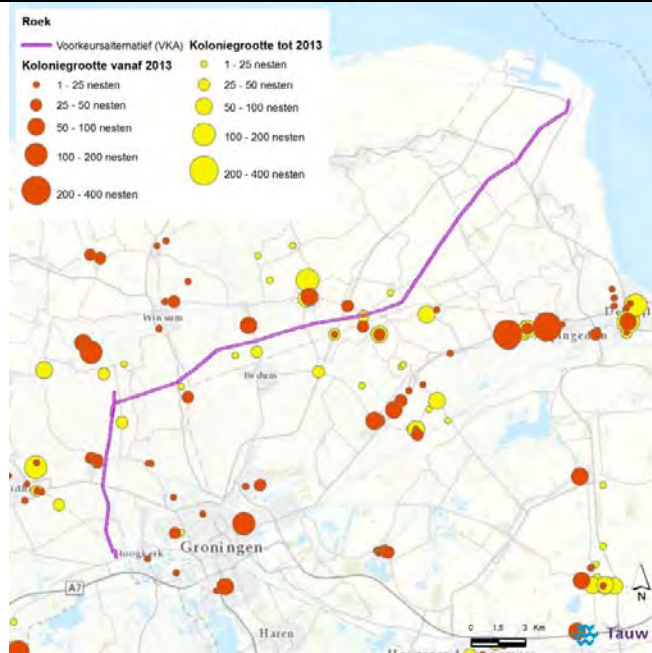 Roek
Voorkeursalternatief (VKA)
Koloniegrootte tot 2013
Koloniegrootte vanaf 2013
1 - 25 nesten
25 - 50 nesten
50 - 100 nesten
100 - 200 nesten
200 - 400 nesten
1 - 25 nesten
25 - 50 nesten
50 - 100 nesten
100 - 200 nesten
200 - 400 nesten
Winsum
Bedum
Hoogkerk
Groningen
A7
Haren
N
0 1,5 3 Km
Tauw